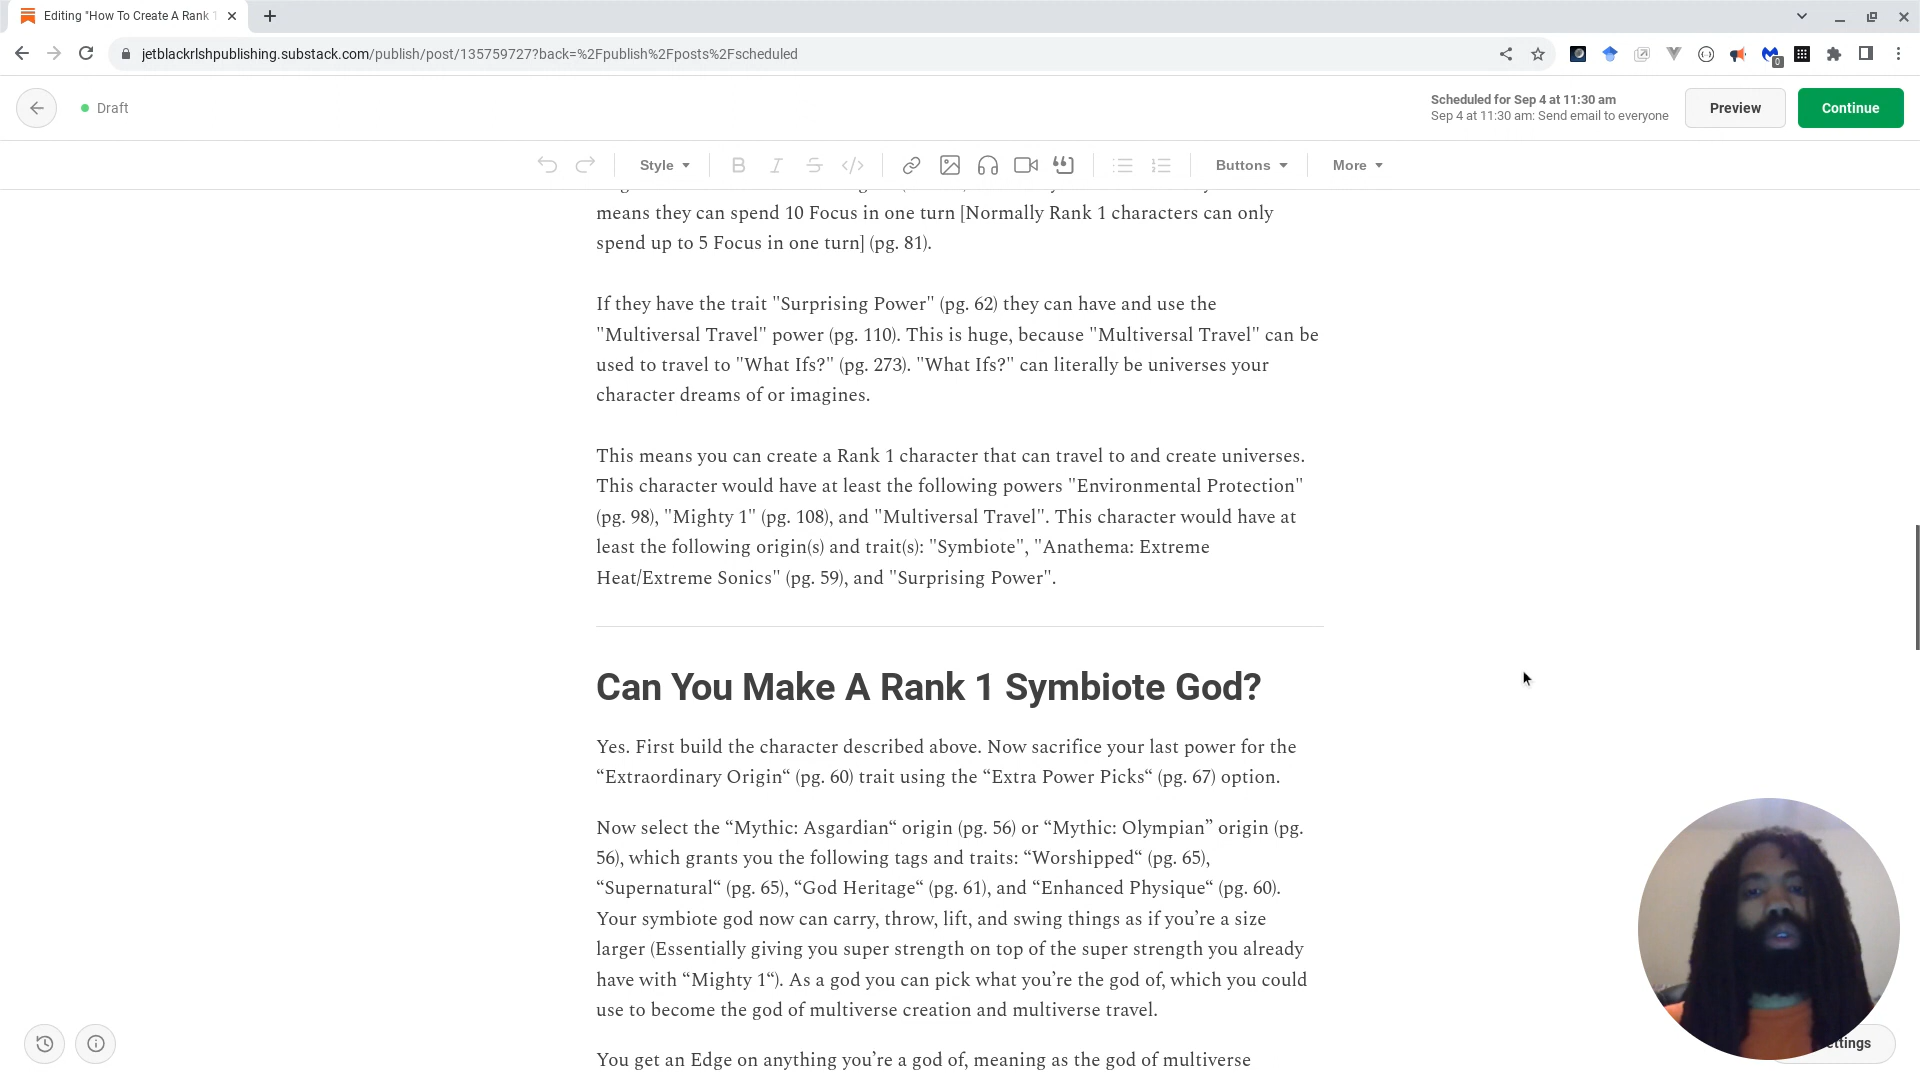 Editing "How To Create A Rank 1
jetblackrlshpublishing.substack.com/publish/post/135759727?back=%2Fpublish%2Fposts%2Fscheduled
0
Draft
Scheduled for Sep 4 at 11:30 am
Sep 4 at 11:30 am: Send email to everyone
Preview
Continue
Style
Buttons
More
means they can spend 10 Focus in one turn [Normally Rank 1 characters can only
spend up to 5 Focus in one turn] (pg. 81).
If they have the trait "Surprising Power" (pg. 62) they can have and use the
"Multiversal Travel" power (pg. 110). This is huge, because "Multiversal Travel" can be
used to travel to "What Ifs?" (pg. 273). "What Ifs?" can literally be universes your
character dreams of or imagines.
This means you can create a Rank 1 character that can travel to and create universes.
This character would have at least the following powers "Environmental Protection"
(pg. 98), "Mighty 1" (pg. 108), and "Multiversal Travel". This character would have at
least the following origin(s) and trait(s): "Symbiote", "Anathema: Extreme
Heat/Extreme Sonics" (pg. 59), and "Surprising Power".
Can You Make A Rank 1 Symbiote God?
Yes. First build the character described above. Now sacrifice your last power for the
“Extraordinary Origin“ (pg. 60) trait using the “Extra Power Picks“ (pg. 67) option.
Now select the “Mythic: Asgardian“ origin (pg. 56) or “Mythic: Olympian” origin (pg.
56), which grants you the following tags and traits: “Worshipped“ (pg. 65),
“Supernatural“ (pg. 65), “God Heritage“ (pg. 61), and “Enhanced Physique“ (pg. 60).
Your symbiote god now can carry, throw, lift, and swing things as if you’re a size
larger (Essentially giving you super strength on top of the super strength you already
have with “Mighty 1“). As a god you can pick what you’re the god of, which you could
use to become the god of multiverse creation and multiverse travel.
You get an Edge on anything you’re a god of, meaning as the god of multiverse
ettings